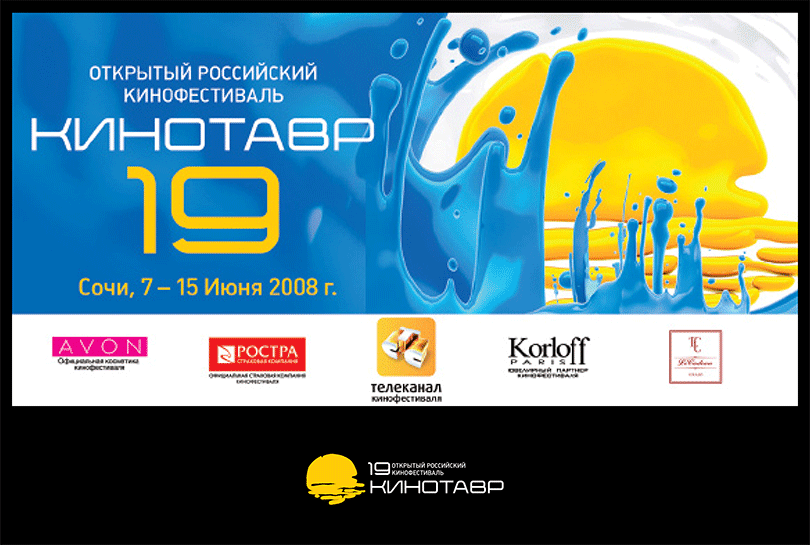 ОТКРЫТЫЙ РОССИЙСКИЙ
КИНОФЕСТИВАЛЬ
КИНОТАВР
19
Сочи, 7 – 15 Июня 2008 г.
AVON
Официальная косметика
кинофестиваля
РОСТРА
СТРАХОВАЯ КОМПАНИЯ
ОФИЦИАЛЬНАЯ СТРАХОВАЯ КОМПАНИЯ
КИНОФЕСТИВАЛЯ
СТС
телеканал
кинофестиваля
Korloff
PARIS
ЮВЕЛИРНЫЙ ПАРТНЕР
КИНОФЕСТИВАЛЯ
19 ОТКРЫТЫЙ РОССИЙСКИЙ
КИНОФЕСТИВАЛЬ
КИНОТАВР